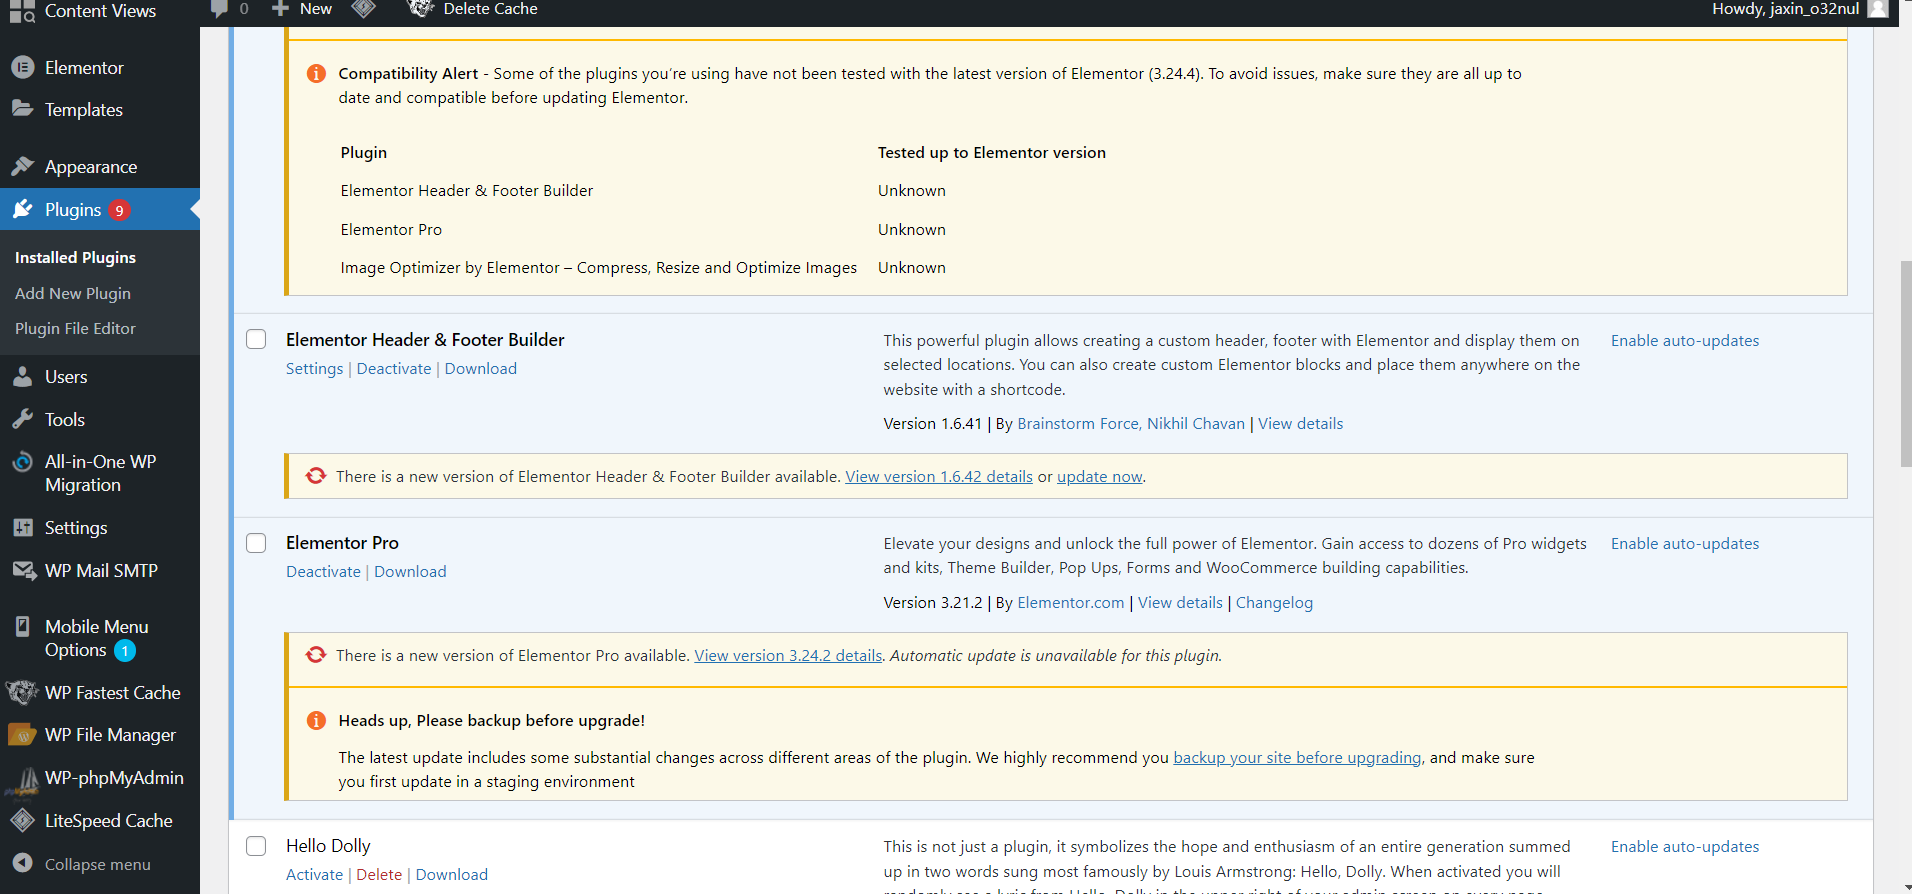 Content Views
0
New
Delete Cache
Howdy, jaxin_o32nul
Elementor
Templates
Appearance
Plugins 9
Installed Plugins
Add New Plugin
Plugin File Editor
Users
Tools
All-in-One WP
Migration
Settings
WP Mail SMTP
Mobile Menu
Options 1
WP Fastest Cache
WP File Manager
WP-phpMyAdmin
LiteSpeed Cache
Collapse menu
Compatibility Alert - Some of the plugins you're using have not been tested with the latest version of Elementor (3.24.4). To avoid issues, make sure they are all up to
date and compatible before updating Elementor.
Plugin Tested up to Elementor version
Elementor Header & Footer Builder Unknown
Elementor Pro Unknown
Image Optimizer by Elementor – Compress, Resize and Optimize Images Unknown
Elementor Header & Footer Builder
Settings | Deactivate | Download
This powerful plugin allows creating a custom header, footer with Elementor and display them on
selected locations. You can also create custom Elementor blocks and place them anywhere on the
website with a shortcode.
Version 1.6.41 | By Brainstorm Force, Nikhil Chavan | View details
Enable auto-updates
There is a new version of Elementor Header & Footer Builder available. View version 1.6.42 details or update now.
Elementor Pro
Deactivate | Download
Elevate your designs and unlock the full power of Elementor. Gain access to dozens of Pro widgets
and kits, Theme Builder, Pop Ups, Forms and WooCommerce building capabilities.
Version 3.21.2 | By Elementor.com | View details | Changelog
Enable auto-updates
There is a new version of Elementor Pro available. View version 3.24.2 details. Automatic update is unavailable for this plugin.
Heads up, Please backup before upgrade!
The latest update includes some substantial changes across different areas of the plugin. We highly recommend you backup your site before upgrading, and make sure
you first update in a staging environment
Hello Dolly
Activate | Delete | Download
This is not just a plugin, it symbolizes the hope and enthusiasm of an entire generation summed
up in two words sung most famously by Louis Armstrong: Hello, Dolly. When activated you will
Enable auto-updates